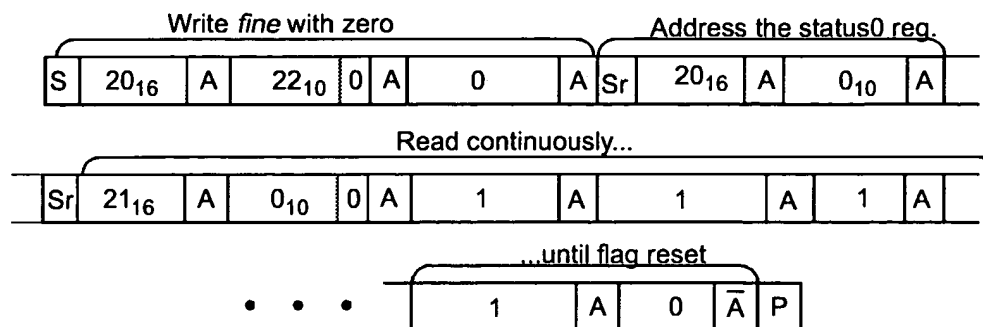 Write fine with zero Address the status0 reg.
S 20₁₆ A 22₁₀ 0 A 0 A Sr 20₁₆ A 0₁₀ A
Read continuously...
Sr 21₁₆ A 0₁₀ 0 A 1 A 1 A 1 A
...until flag reset
• • • 1 A 0 A̅ P